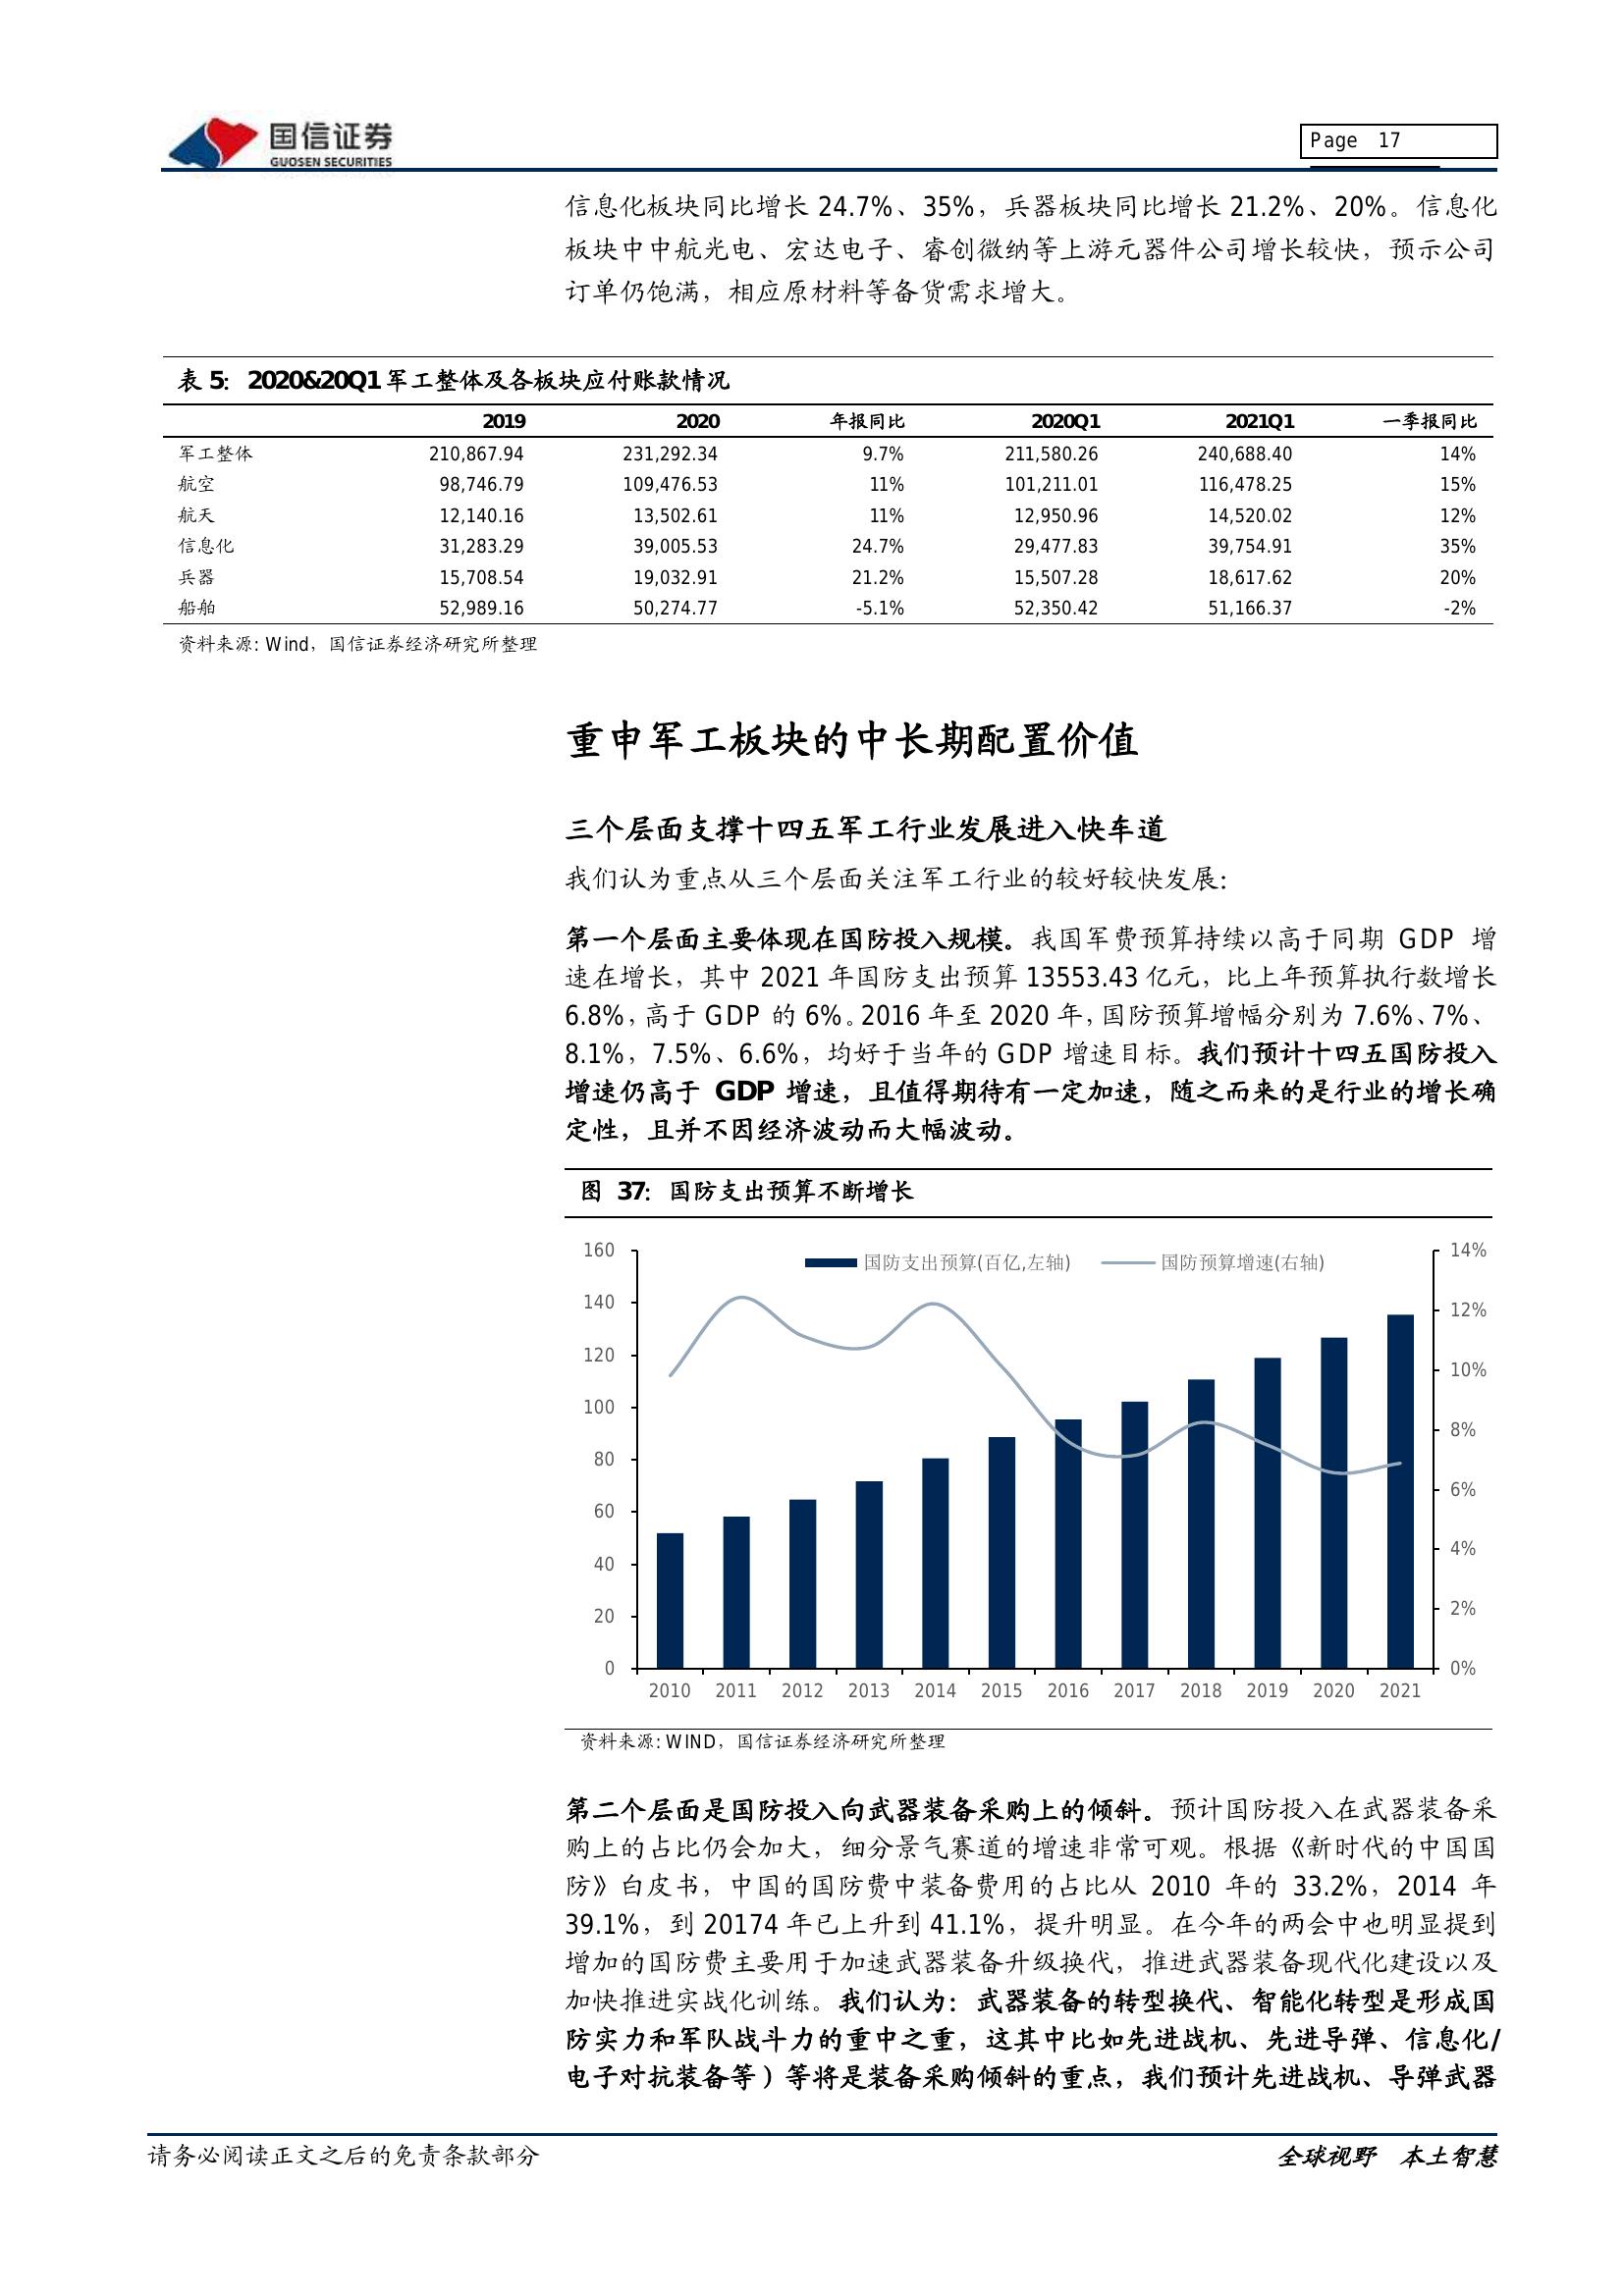 国信证券
GUOSEN SECURITIES
Page 17
信息化板块同比增长 24.7%、35%，兵器板块同比增长 21.2%、20%。信息化
板块中中航光电、宏达电子、睿创微纳等上游元器件公司增长较快，预示公司
订单仍饱满，相应原材料等备货需求增大。
表 5：2020&20Q1 军工整体及各板块应付账款情况
2019 2020 年报同比 2020Q1 2021Q1 一季报同比
军工整体 210,867.94 231,292.34 9.7% 211,580.26 240,688.40 14%
航空 98,746.79 109,476.53 11% 101,211.01 116,478.25 15%
航天 12,140.16 13,502.61 11% 12,950.96 14,520.02 12%
信息化 31,283.29 39,005.53 24.7% 29,477.83 39,754.91 35%
兵器 15,708.54 19,032.91 21.2% 15,507.28 18,617.62 20%
船舶 52,989.16 50,274.77 -5.1% 52,350.42 51,166.37 -2%
资料来源: Wind，国信证券经济研究所整理
重申军工板块的中长期配置价值
三个层面支撑十四五军工行业发展进入快车道
我们认为重点从三个层面关注军工行业的较好较快发展:
第一个层面主要体现在国防投入规模。我国军费预算持续以高于同期 GDP 增
速在增长，其中 2021 年国防支出预算 13553.43 亿元，比上年预算执行数增长
6.8%，高于 GDP 的 6%。2016 年至 2020 年，国防预算增幅分别为 7.6%、7%、
8.1%，7.5%、6.6%，均好于当年的 GDP 增速目标。我们预计十四五国防投入
增速仍高于 GDP 增速，且值得期待有一定加速，随之而来的是行业的增长确
定性，且并不因经济波动而大幅波动。
图 37：国防支出预算不断增长
国防支出预算(百亿,左轴) 国防预算增速(右轴)
160 14%
140 12%
120 10%
100 8%
80 6%
60 4%
40 2%
20 0%
0
2010 2011 2012 2013 2014 2015 2016 2017 2018 2019 2020 2021
资料来源: WIND，国信证券经济研究所整理
第二个层面是国防投入向武器装备采购上的倾斜。预计国防投入在武器装备采
购上的占比仍会加大，细分景气赛道的增速非常可观。根据《新时代的中国国
防》白皮书，中国的国防费中装备费用的占比从 2010 年的 33.2%，2014 年
39.1%，到 20174 年已上升到 41.1%，提升明显。在今年的两会中也明显提到
增加的国防费主要用于加速武器装备升级换代，推进武器装备现代化建设以及
加快推进实战化训练。我们认为：武器装备的转型换代、智能化转型是形成国
防实力和军队战斗力的重中之重，这其中比如先进战机、先进导弹、信息化/
电子对抗装备等）等将是装备采购倾斜的重点，我们预计先进战机、导弹武器
请务必阅读正文之后的免责条款部分
全球视野 本土智慧